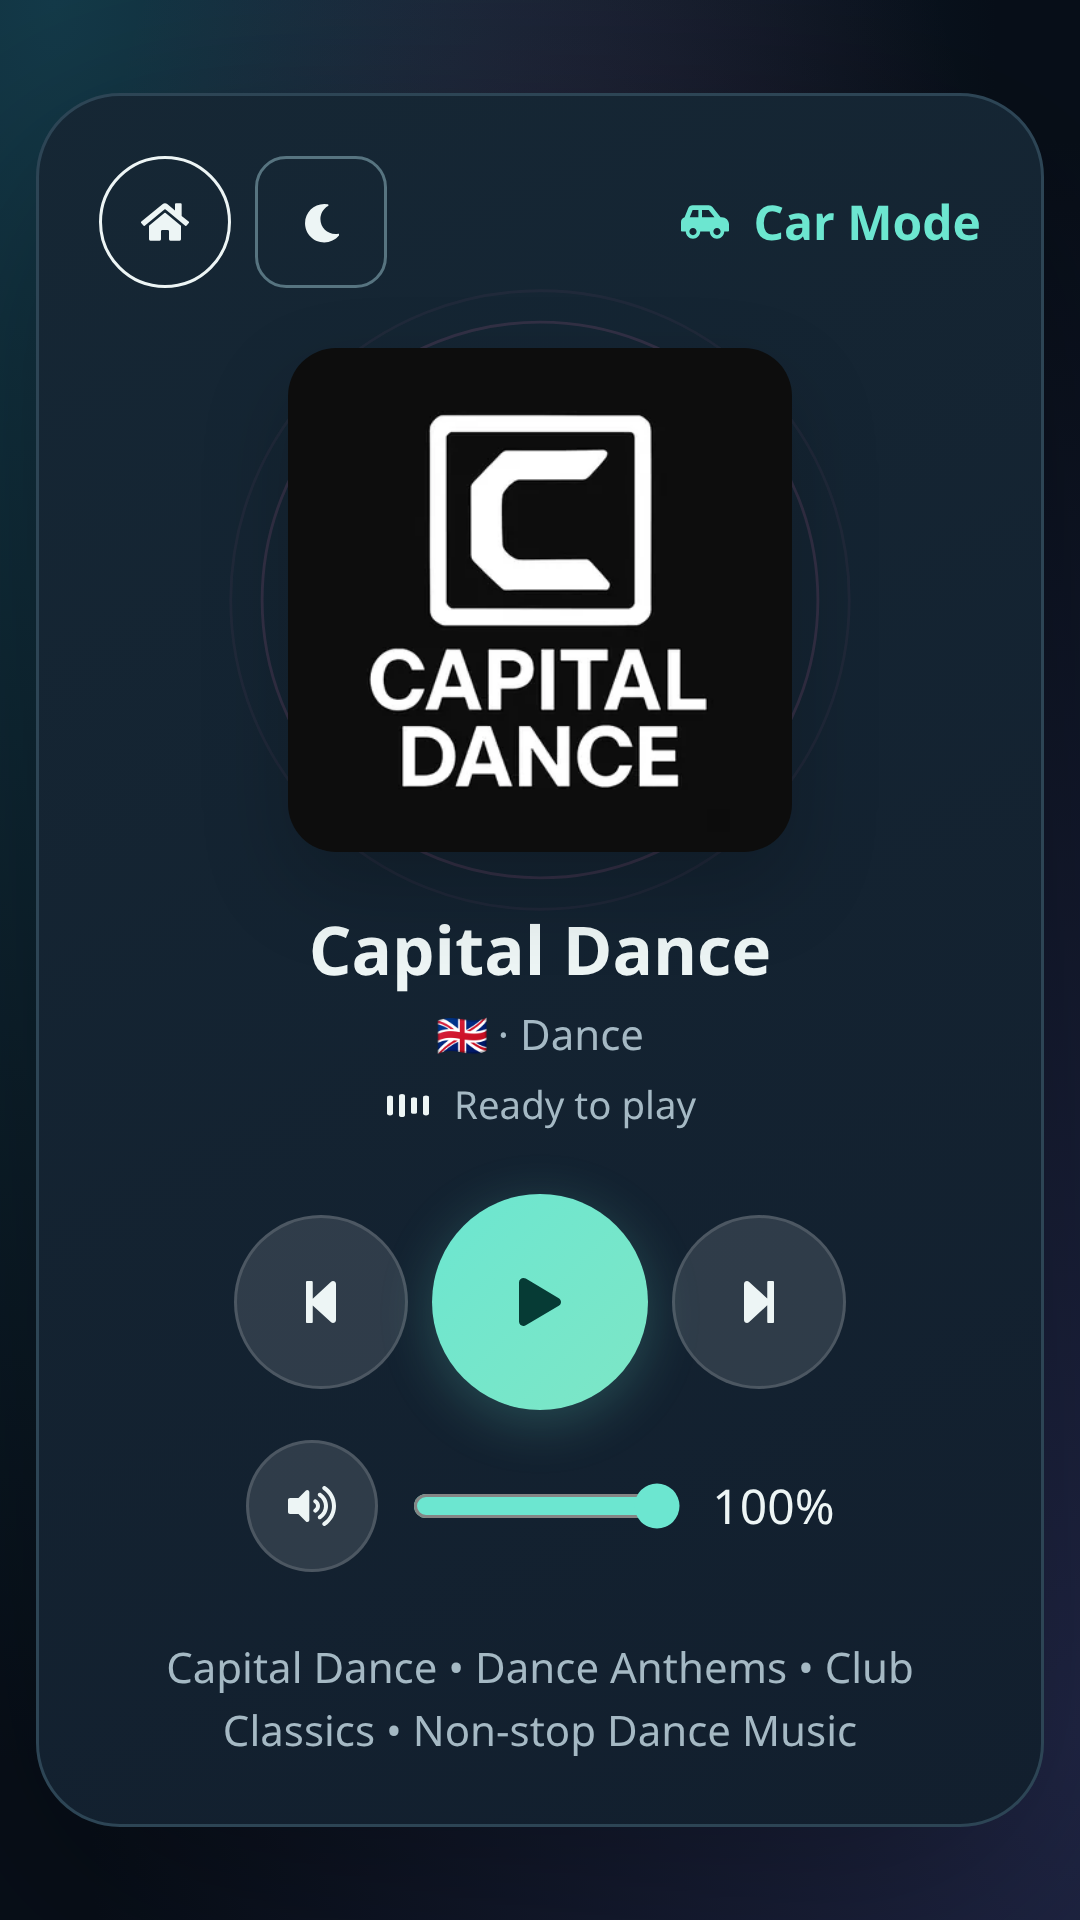 Car Mode
CAPITAL
DANCE
Capital Dance
🇬🇧 · Dance
Ready to play
100%
Capital Dance • Dance Anthems • Club
Classics • Non-stop Dance Music